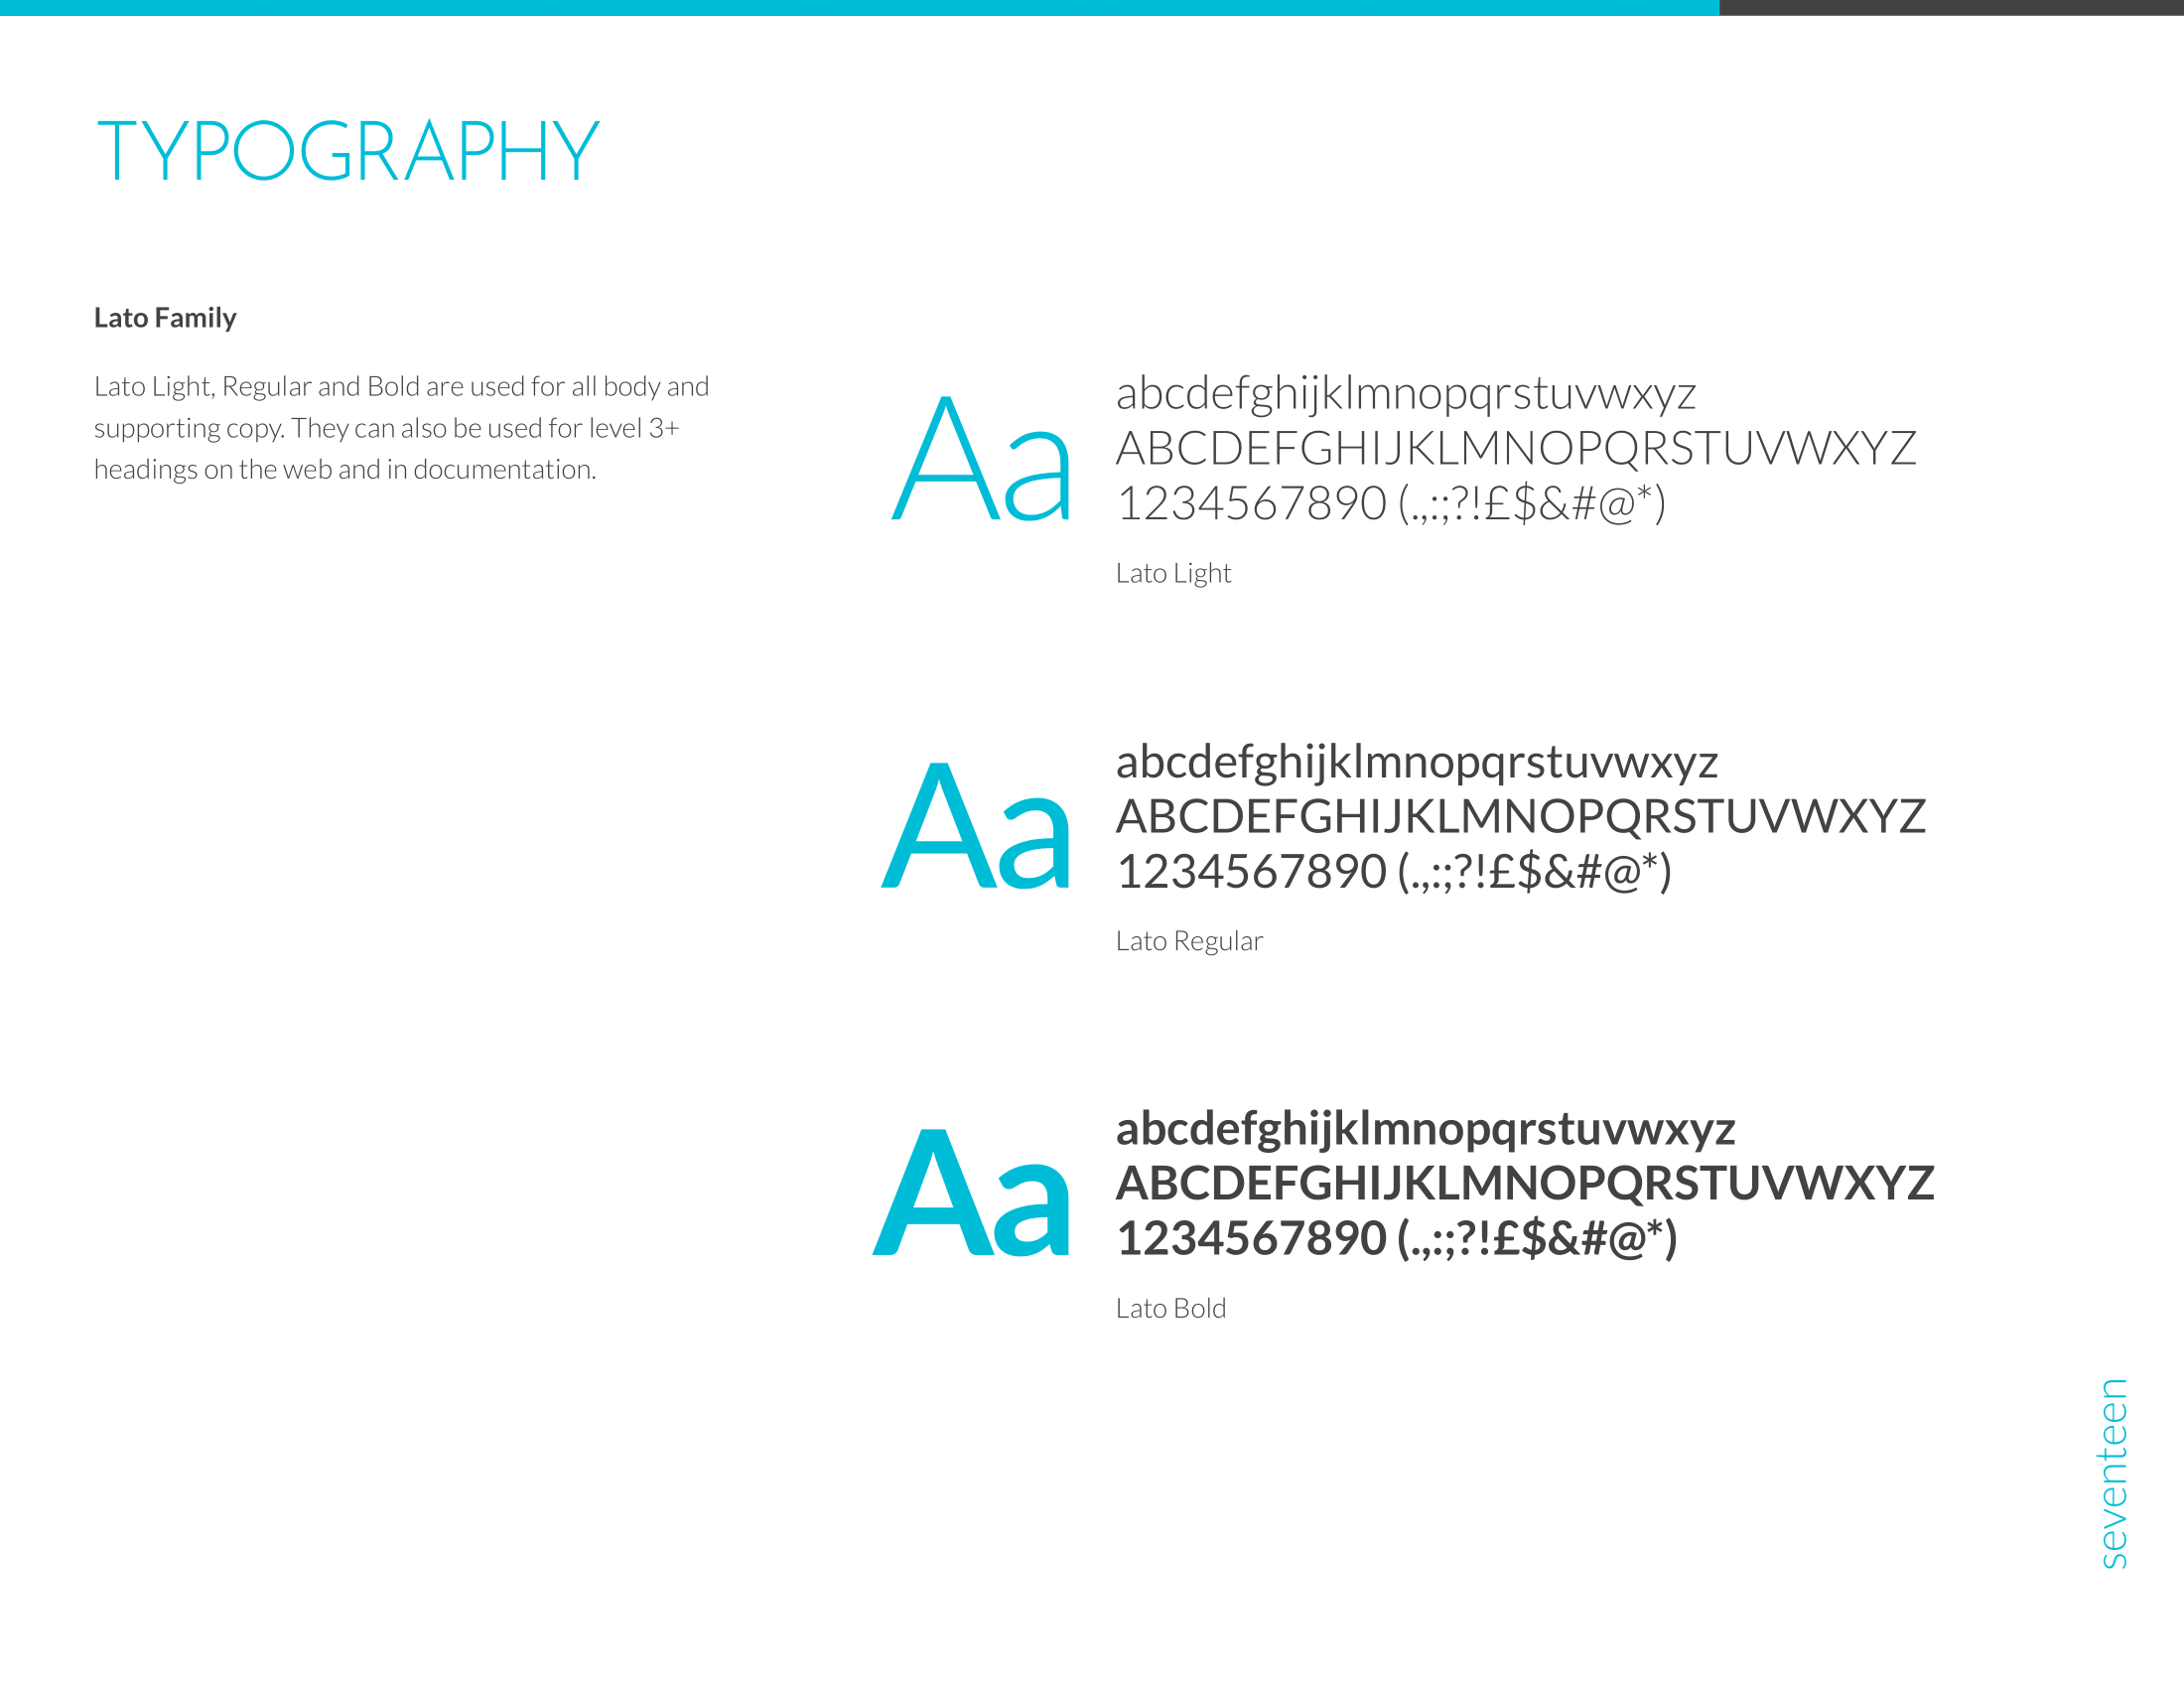 TYPOGRAPHY
Lato Family
Lato Light, Regular and Bold are used for all body and
supporting copy. They can also be used for level 3+
headings on the web and in documentation.
Aa
abcdefghijklmnopqrstuvwxyz
ABCDEFGHIJKLMNOPQRSTUVWXYZ
1234567890 (.,:;?!£$&#@*)
Lato Light
Aa
abcdefghijklmnopqrstuvwxyz
ABCDEFGHIJKLMNOPQRSTUVWXYZ
1234567890 (.,:;?!£$&#@*)
Lato Regular
Aa
abcdefghijklmnopqrstuvwxyz
ABCDEFGHIJKLMNOPQRSTUVWXYZ
1234567890 (.,:;?!£$&#@*)
Lato Bold
seventeen